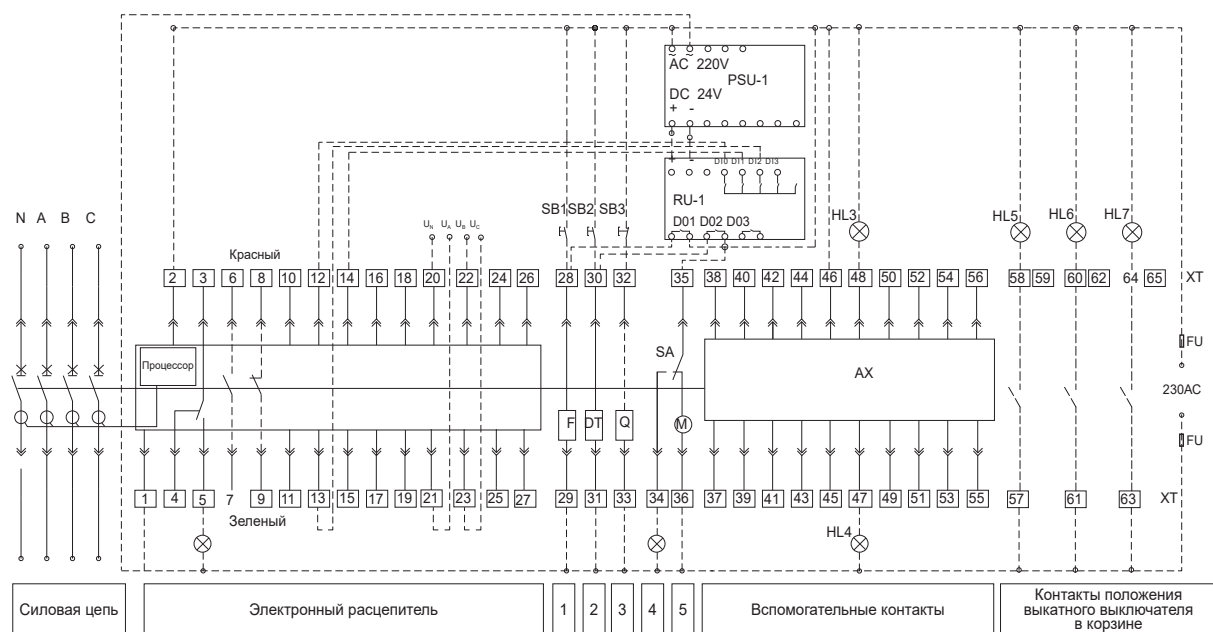 AC 220V
PSU-1
DC 24V
+ -
+ - DI0 DI1 DI2 DI3
RU-1
D01 D02 D03
N A B C
Красный
UN UA UB UC
SB1 SB2 SB3
HL3
HL5 HL6 HL7
2 3 6 8 10 12 14 16 18 20 22 24 26 28 30 32 35 38 40 42 44 46 48 50 52 54 56 58 59 60 62 64 65 XT
FU
Процессор
SA
AX
230AC
F DT Q M
FU
1 4 5 7 9 11 13 15 17 19 21 23 25 27 29 31 33 34 36 37 39 41 43 45 47 49 51 53 55 57 61 63 XT
Зеленый
HL4
Силовая цепь
Электронный расцепитель
1 2 3 4 5
Вспомогательные контакты
Контакты положения
выкатного выключателя
в корзине